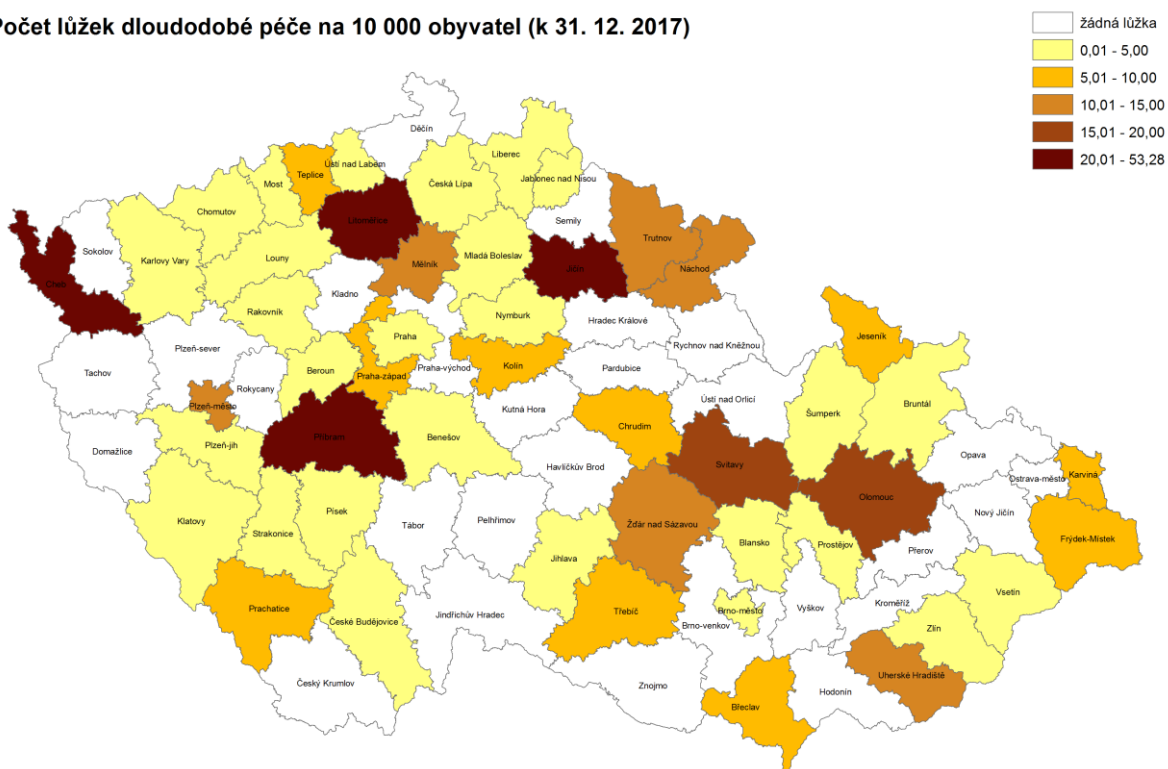 Počet lůžek dloudodobé péče na 10 000 obyvatel (k 31. 12. 2017)
žádná lůžka
0,01 - 5,00
5,01 - 10,00
10,01 - 15,00
15,01 - 20,00
20,01 - 53,28
Děčín
Liberec
Ústí nad Labem
Teplice
Jablonec nad Nisou
Most
Česká Lípa
Chomutov
Litoměřice
Semily
Trutnov
Sokolov
Louny
Mladá Boleslav
Karlovy Vary
Mělník
Jičín
Náchod
Cheb
Kladno
Rakovník
Nymburk
Hradec Králové
Jeseník
Praha
Plzeň-sever
Rychnov nad Kněžnou
Tachov
Beroun
Praha-západ
Praha-východ
Kolín
Pardubice
Rokycany
Ústí nad Orlicí
Plzeň-město
Kutná Hora
Bruntál
Šumperk
Chrudim
Příbram
Benešov
Plzeň-jih
Domažlice
Svitavy
Opava
Havlíčkův Brod
Karviná
Ostrava-město
Olomouc
Písek
Nový Jičín
Klatovy
Pelhřimov
Tábor
Žďár nad Sázavou
Strakonice
Frýdek-Místek
Blansko
Prostějov
Přerov
Jihlava
Vsetín
Kroměříž
Prachatice
Třebíč
Brno-město
Vyškov
Jindřichův Hradec
České Budějovice
Brno-venkov
Zlín
Uherské Hradiště
Český Krumlov
Znojmo
Hodonín
Břeclav